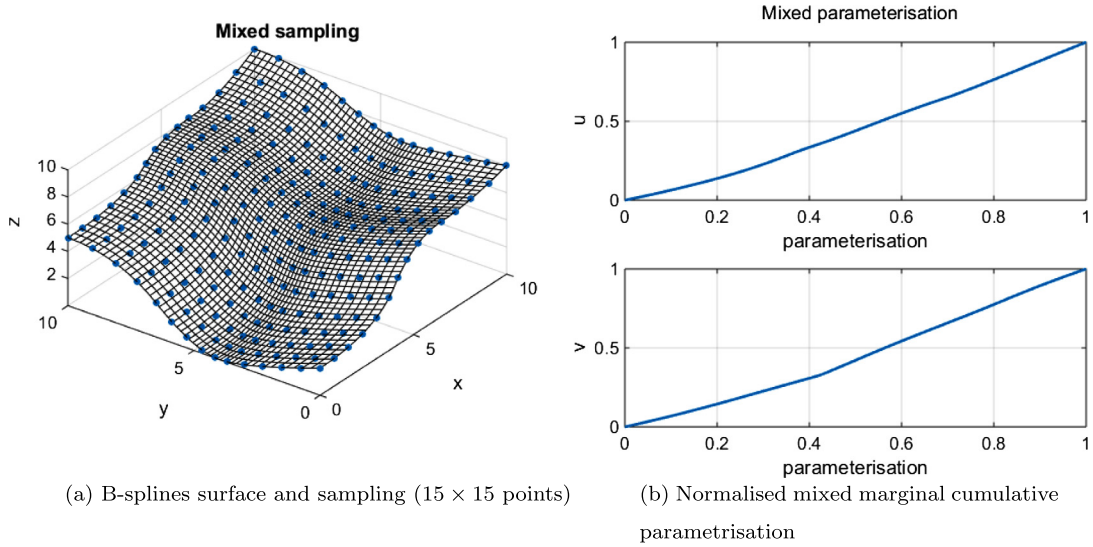 Mixed sampling
10
8
6
4
2
z
10
5
0
y
0
5
10
x
(a) B-splines surface and sampling (15 × 15 points)
Mixed parameterisation
1
0.5
0
u
0 0.2 0.4 0.6 0.8 1
parameterisation
1
0.5
0
v
0 0.2 0.4 0.6 0.8 1
parameterisation
(b) Normalised mixed marginal cumulative
parametrisation